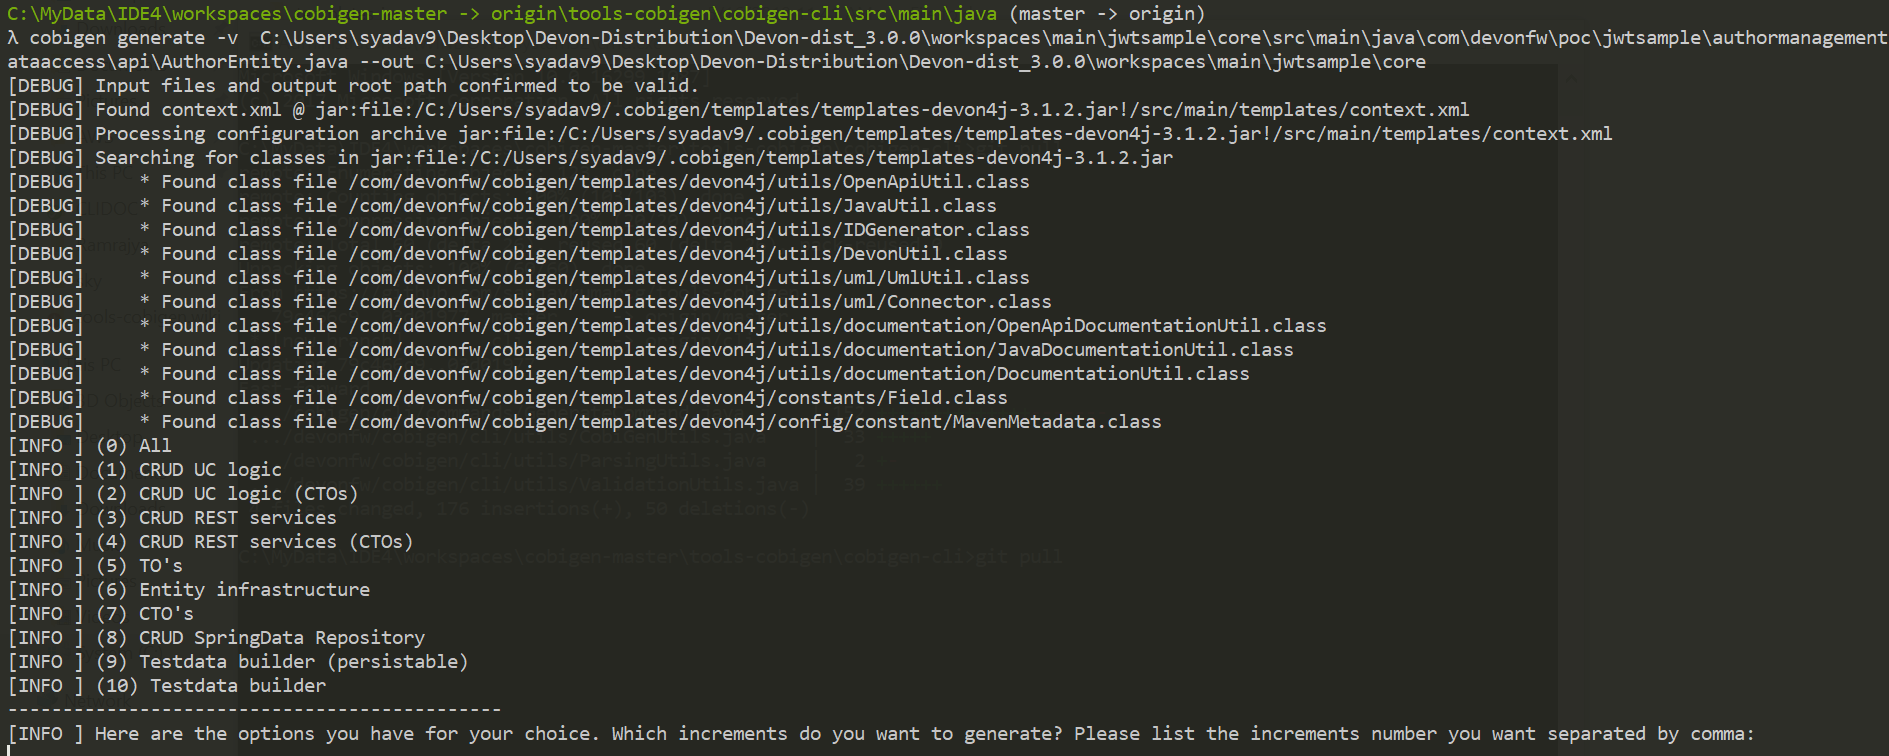 C:\MyData\IDE4\workspaces\cobigen-master -> origin\tools-cobigen\cobigen-cli\src\main\java (master -> origin)
λ cobigen generate -v  C:\Users\syadav9\Desktop\Devon-Distribution\Devon-dist_3.0.0\workspaces\main\jwtsample\core\src\main\java\com\devonfw\poc\jwtsample\authormanagement
ataaccess\api\AuthorEntity.java --out C:\Users\syadav9\Desktop\Devon-Distribution\Devon-dist_3.0.0\workspaces\main\jwtsample\core
[DEBUG] Input files and output root path confirmed to be valid.
[DEBUG] Found context.xml @ jar:file:/C:/Users/syadav9/.cobigen/templates/templates-devon4j-3.1.2.jar!/src/main/templates/context.xml
[DEBUG] Processing configuration archive jar:file:/C:/Users/syadav9/.cobigen/templates/templates-devon4j-3.1.2.jar!/src/main/templates/context.xml
[DEBUG] Searching for classes in jar:file:/C:/Users/syadav9/.cobigen/templates/templates-devon4j-3.1.2.jar
[DEBUG]     * Found class file /com/devonfw/cobigen/templates/devon4j/utils/OpenApiUtil.class
[DEBUG]     * Found class file /com/devonfw/cobigen/templates/devon4j/utils/JavaUtil.class
[DEBUG]     * Found class file /com/devonfw/cobigen/templates/devon4j/utils/IDGenerator.class
[DEBUG]     * Found class file /com/devonfw/cobigen/templates/devon4j/utils/DevonUtil.class
[DEBUG]     * Found class file /com/devonfw/cobigen/templates/devon4j/utils/uml/UmlUtil.class
[DEBUG]     * Found class file /com/devonfw/cobigen/templates/devon4j/utils/uml/Connector.class
[DEBUG]     * Found class file /com/devonfw/cobigen/templates/devon4j/utils/documentation/OpenApiDocumentationUtil.class
[DEBUG]     * Found class file /com/devonfw/cobigen/templates/devon4j/utils/documentation/JavaDocumentationUtil.class
[DEBUG]     * Found class file /com/devonfw/cobigen/templates/devon4j/utils/documentation/DocumentationUtil.class
[DEBUG]     * Found class file /com/devonfw/cobigen/templates/devon4j/constants/Field.class
[DEBUG]     * Found class file /com/devonfw/cobigen/templates/devon4j/config/constant/MavenMetadata.class
[INFO ] (0) All
[INFO ] (1) CRUD UC logic
[INFO ] (2) CRUD UC logic (CTOs)
[INFO ] (3) CRUD REST services
[INFO ] (4) CRUD REST services (CTOs)
[INFO ] (5) TO's
[INFO ] (6) Entity infrastructure
[INFO ] (7) CTO's
[INFO ] (8) CRUD SpringData Repository
[INFO ] (9) Testdata builder (persistable)
[INFO ] (10) Testdata builder
---------------------------------------------
[INFO ] Here are the options you have for your choice. Which increments do you want to generate? Please list the increments number you want separated by comma: